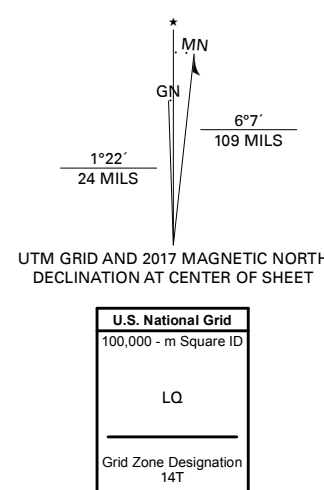 ★
MN
GN
6°7´
109 MILS
1°22´
24 MILS
UTM GRID AND 2017 MAGNETIC NORTH
DECLINATION AT CENTER OF SHEET
U.S. National Grid
100,000 - m Square ID
LQ
Grid Zone Designation
14T